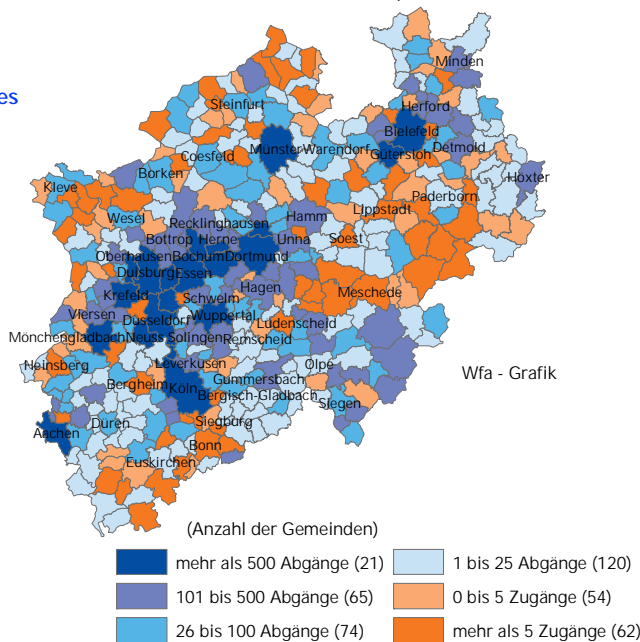 es
Minden
Steinfurt
Herford
Bielefeld
Münster Warendorf
Gütersloh
Detmold
Coesfeld
Höxter
Borken
Kleve
Paderborn
Lippstadt
Wesel
Hamm
Recklinghausen
Bottrop Herne
Unna
Soest
Oberhausen Bochum Dortmund
Duisburg Essen
Hagen
Meschede
Krefeld
Schwelm
Viersen
Düsseldorf
Wuppertal
Lüdenscheid
Mönchengladbach Neuss Solingen Remscheid
Heinsberg
Leverkusen
Olpe
Wfa - Grafik
Gummersbach
Bergheim Köln
Bergisch-Gladbach
Siegen
Düren
Siegburg
Aachen
Bonn
Euskirchen
(Anzahl der Gemeinden)
mehr als 500 Abgänge (21)
1 bis 25 Abgänge (120)
101 bis 500 Abgänge (65)
0 bis 5 Zugänge (54)
26 bis 100 Abgänge (74)
mehr als 5 Zugänge (62)